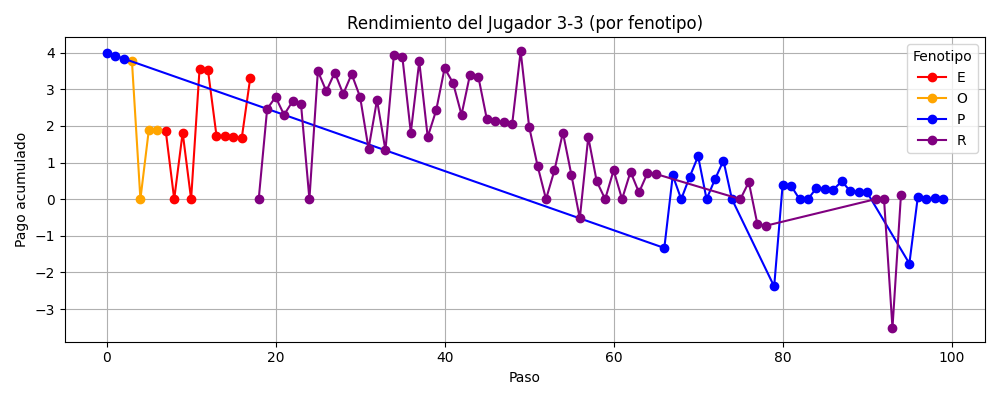 Rendimiento del Jugador 3-3 (por fenotipo)
Pago acumulado
4
3
2
1
0
−1
−2
−3
Fenotipo
E
O
P
R
0
20
40
60
80
100
Paso